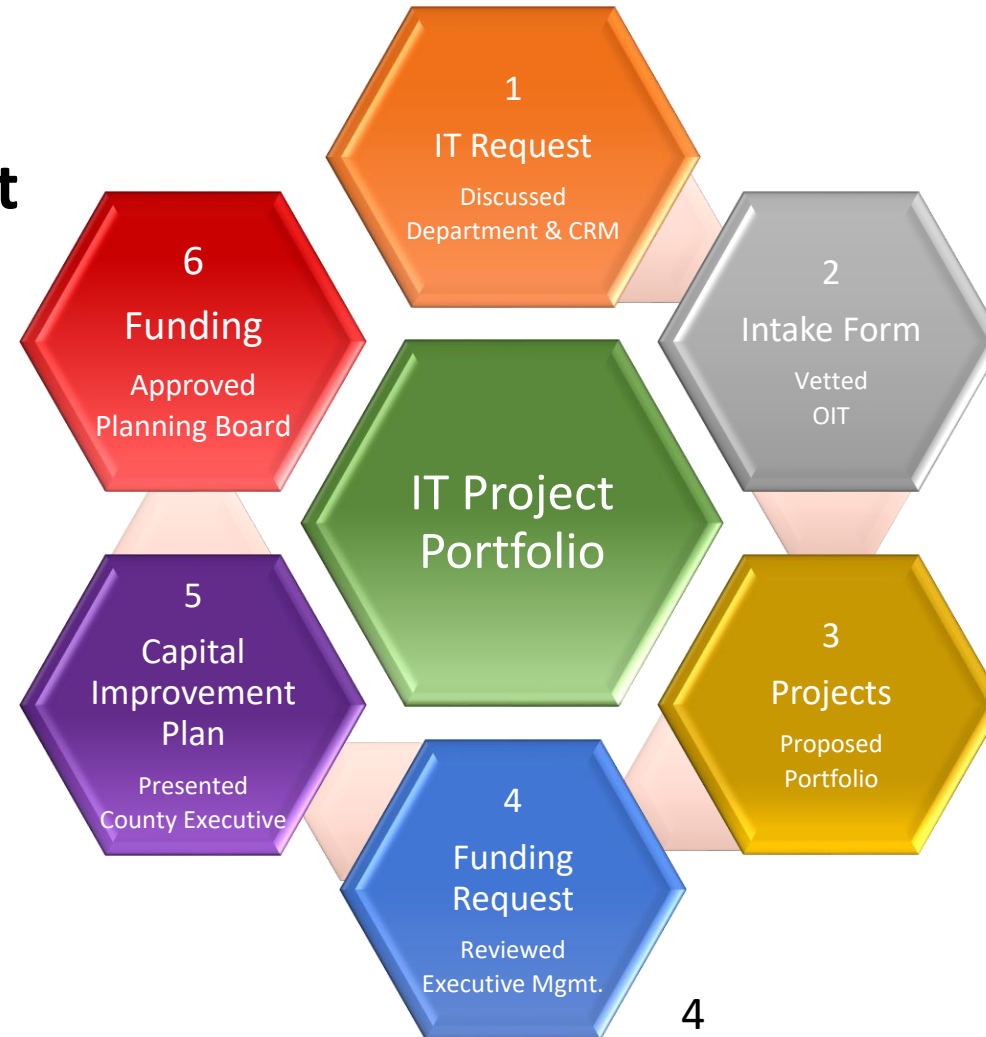 t
1
IT Request
Discussed
Department & CRM
2
Intake Form
Vetted
OIT
3
Projects
Proposed
Portfolio
4
Funding
Request
Reviewed
Executive Mgmt.
5
Capital
Improvement
Plan
Presented
County Executive
6
Funding
Approved
Planning Board
IT Project
Portfolio
4